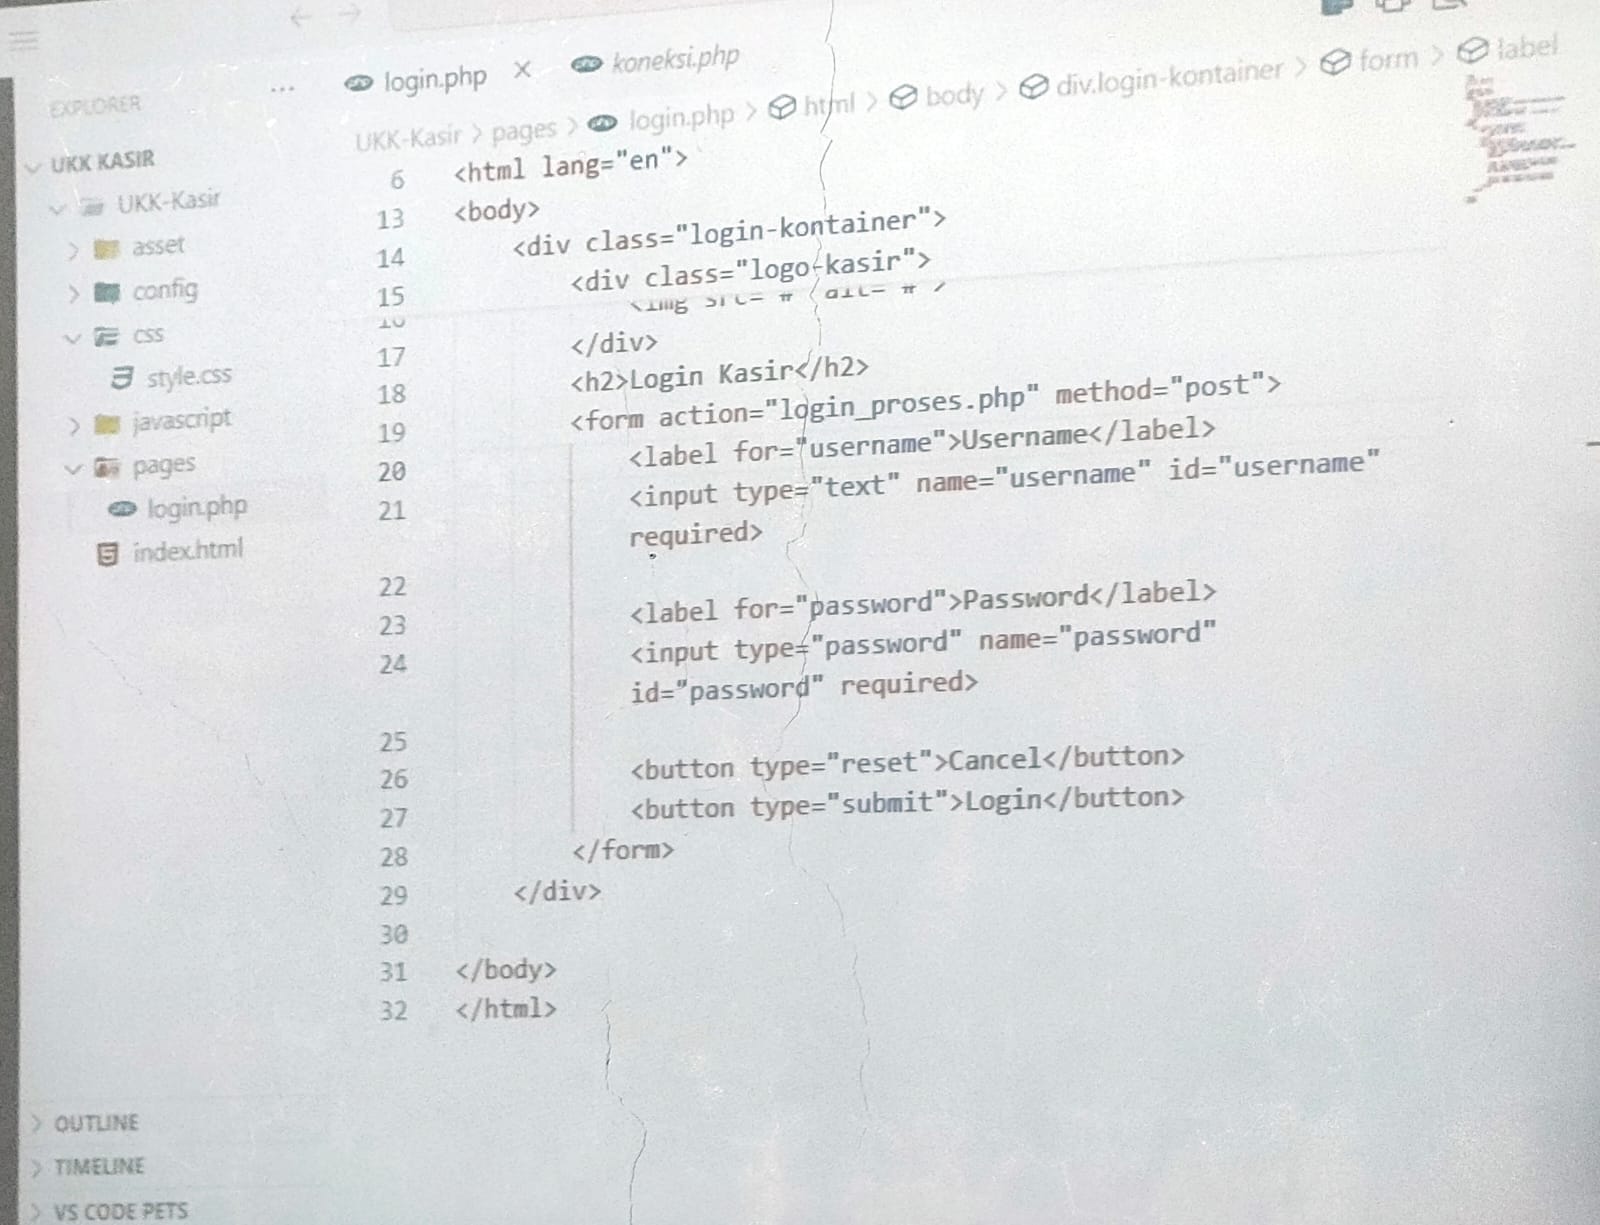 EXPLORER
...
login.php
koneksi.php
UKK-Kasir > pages > login.php > html > body > div.login-kontainer > form > label
UKK KASIR
UKK-Kasir
asset
config
css
style.css
javascript
pages
login.php
index.html
OUTLINE
TIMELINE
VS CODE PETS
6 <html lang="en">
13 <body>
14 <div class="login-kontainer">
15 <div class="logo-kasir">
16 <img src="#" alt="#">
17 </div>
18 <h2>Login Kasir</h2>
19 <form action="login_proses.php" method="post">
20 <label for="username">Username</label>
21 <input type="text" name="username" id="username"
required>
22
23 <label for="password">Password</label>
24 <input type="password" name="password"
id="password" required>
25
26 <button type="reset">Cancel</button>
27 <button type="submit">Login</button>
28 </form>
29 </div>
30
31 </body>
32 </html>